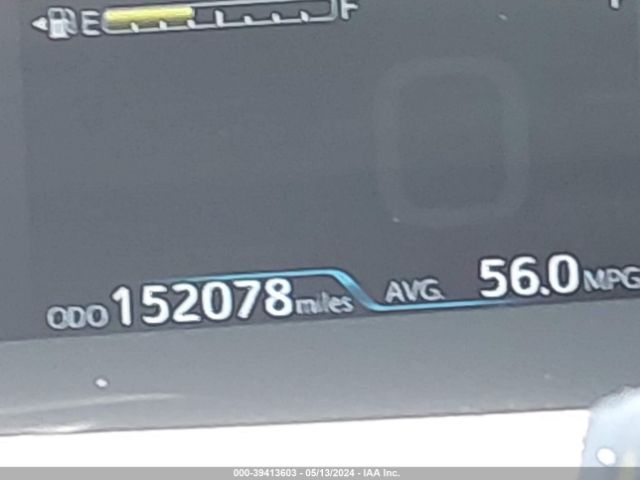 E F
ODO 152078 miles AVG. 56.0 MPG
000-39413603 - 05/13/2024 - IAA Inc.